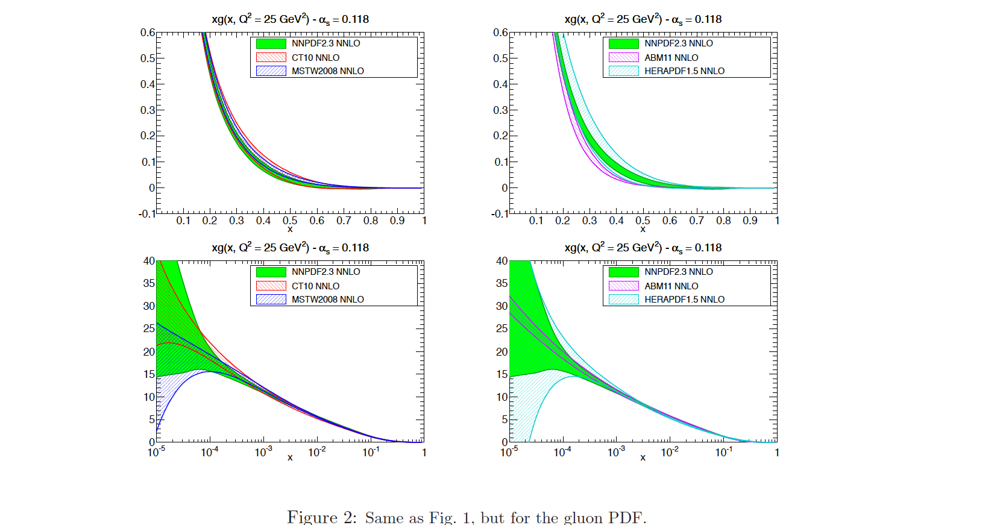 xg(x, Q² = 25 GeV²) - αₛ = 0.118
0.6
0.5
0.4
0.3
0.2
0.1
0
-0.1
NNPDF2.3 NNLO
CT10 NNLO
MSTW2008 NNLO
0.1 0.2 0.3 0.4 0.5 0.6 0.7 0.8 0.9 1
x
xg(x, Q² = 25 GeV²) - αₛ = 0.118
0.6
0.5
0.4
0.3
0.2
0.1
0
-0.1
NNPDF2.3 NNLO
ABM11 NNLO
HERAPDF1.5 NNLO
0.1 0.2 0.3 0.4 0.5 0.6 0.7 0.8 0.9 1
x
xg(x, Q² = 25 GeV²) - αₛ = 0.118
40
35
30
25
20
15
10
5
0
NNPDF2.3 NNLO
CT10 NNLO
MSTW2008 NNLO
10⁻⁵ 10⁻⁴ 10⁻³ 10⁻² 10⁻¹ 1
x
xg(x, Q² = 25 GeV²) - αₛ = 0.118
40
35
30
25
20
15
10
5
0
NNPDF2.3 NNLO
ABM11 NNLO
HERAPDF1.5 NNLO
10⁻⁵ 10⁻⁴ 10⁻³ 10⁻² 10⁻¹ 1
x
Figure 2: Same as Fig. 1, but for the gluon PDF.